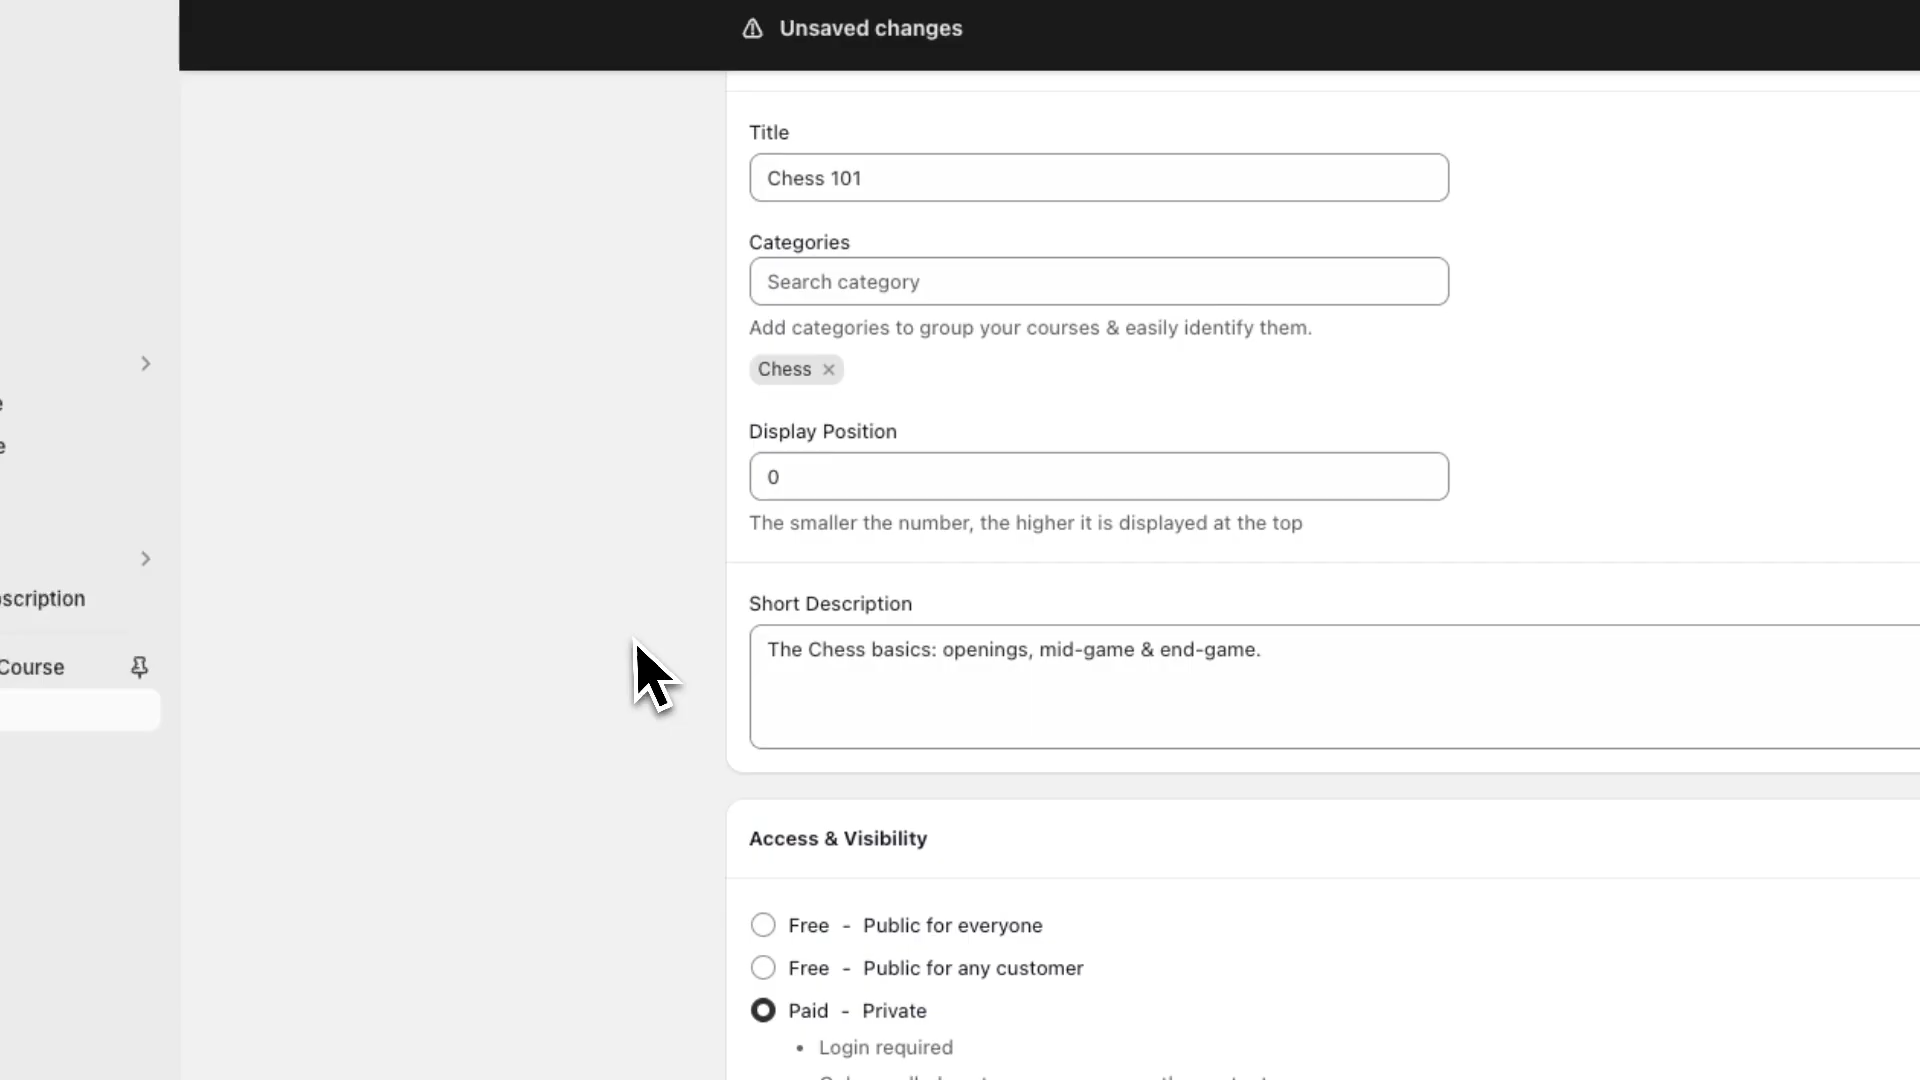 Unsaved changes
Title
Chess 101
Categories
Search category
Add categories to group your courses & easily identify them.
Chess
Display Position
0
The smaller the number, the higher it is displayed at the top
Course
Short Description
The Chess basics: openings, mid-game & end-game.
Access & Visibility
Free - Public for everyone
Free - Public for any customer
Paid - Private
• Login required